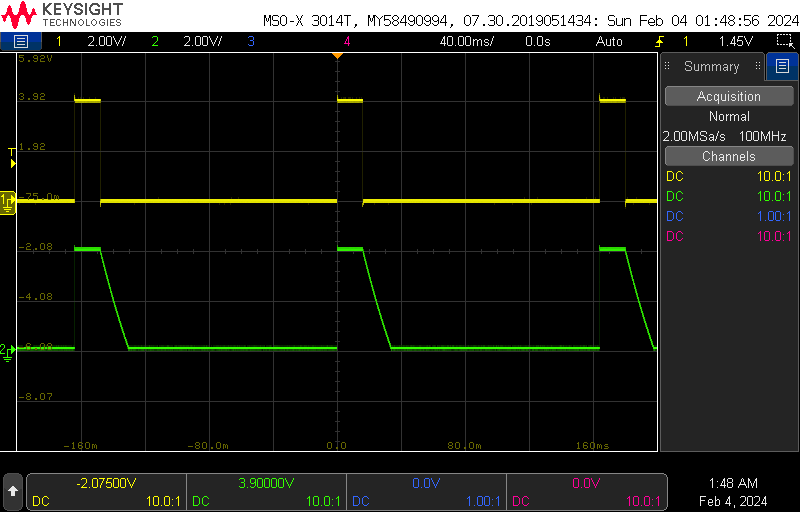 KEYSIGHT
TECHNOLOGIES
MSO-X 3014T, MY58490994, 07.30.2019051434: Sun Feb 04 01:48:56 2024
1 2.00V/ 2 2.00V/ 3 4 40.00ms/ 0.0s Auto 1 1.45V
5.92V
3.92
1.92
-75.0m
-2.08
-4.08
-8.07
-160m -80.0m 0.0 80.0m 160ms
T
1
2
Summary
Acquisition
Normal
2.00MSa/s 100MHz
Channels
DC 10.0:1
DC 10.0:1
DC 1.00:1
DC 10.0:1
-2.07500V 3.90000V 0.0V 0.0V
DC 10.0:1 DC 10.0:1 DC 1.00:1 DC 10.0:1
1:48 AM
Feb 4, 2024